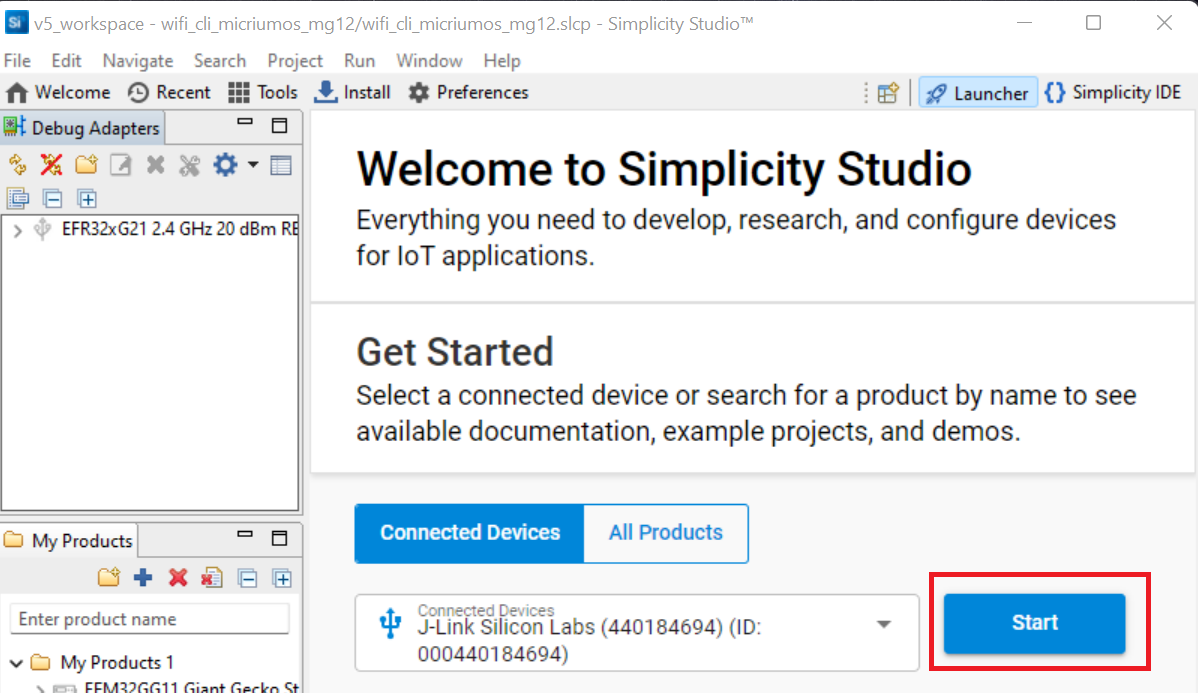 Si v5_workspace - wifi_cli_micriumos_mg12/wifi_cli_micriumos_mg12.slcp - Simplicity Studio™
File Edit Navigate Search Project Run Window Help
Welcome Recent Tools Install Preferences Launcher Simplicity IDE
Debug Adapters
EFR32xG21 2.4 GHz 20 dBm RE
Welcome to Simplicity Studio
Everything you need to develop, research, and configure devices
for IoT applications.
Get Started
Select a connected device or search for a product by name to see
available documentation, example projects, and demos.
Connected Devices All Products
Connected Devices
J-Link Silicon Labs (440184694) (ID:
000440184694)
Start
My Products
Enter product name
My Products 1
EFM32GG11 Giant Gecko St